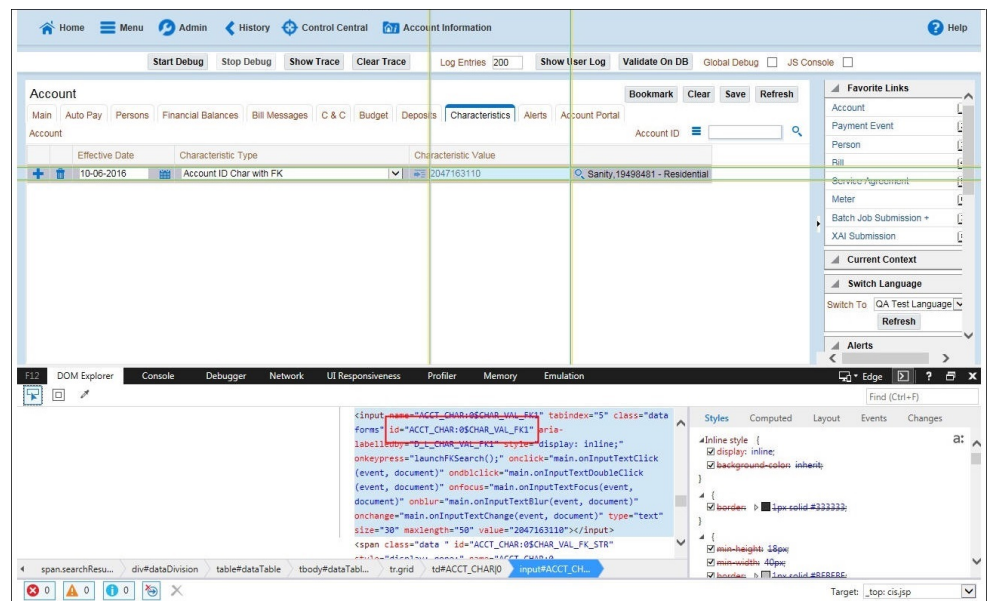 Home Menu Admin History Control Central Account Information Help
Start Debug Stop Debug Show Trace Clear Trace Log Entries 200 Show User Log Validate On DB Global Debug JS Console
Account Bookmark Clear Save Refresh
Main Auto Pay Persons Financial Balances Bill Messages C & C Budget Deposits Characteristics Alerts Account Portal
Account Account ID
Effective Date Characteristic Type Characteristic Value
10-06-2016 Account ID Char with FK 2047163110 Sanity,19498481 - Residential
Favorite Links
Account
Payment Event
Person
Bill
Service Agreement
Meter
Batch Job Submission +
XAI Submission
Current Context
Switch Language
Switch To QA Test Language
Refresh
Alerts
F12 DOM Explorer Console Debugger Network UI Responsiveness Profiler Memory Emulation Edge ?
Find (Ctrl+F)
<input name="ACCT_CHAR:0$CHAR_VAL_FK1" tabindex="5" class="data
forms" id="ACCT_CHAR:0$CHAR_VAL_FK1" aria-
labelledby="D_L_CHAR_VAL_FK1" style="display: inline;"
onkeypress="launchFKSearch();" onclick="main.onInputTextClick
(event, document)" ondblclick="main.onInputTextDoubleClick
(event, document)" onfocus="main.onInputTextFocus(event,
document)" onblur="main.onInputTextBlur(event, document)"
onchange="main.onInputTextChange(event, document)" type="text"
size="30" maxlength="50" value="2047163110"></input>
<span class="data " id="ACCT_CHAR:0$CHAR_VAL_FK_STR"
Styles Computed Layout Events Changes
Inline style { a:
display: inline;
background-color: inherit;
}
{
border: 1px solid #333333;
}
{
min-height: 18px;
min-width: 40px;
border: 1px solid #BEBEBE;
span.searchResu... div#dataDivision table#dataTable tbody#dataTabl... tr.grid td#ACCT_CHAR|0 input#ACCT_CH...
0 0 0 Target: _top: cis.jsp